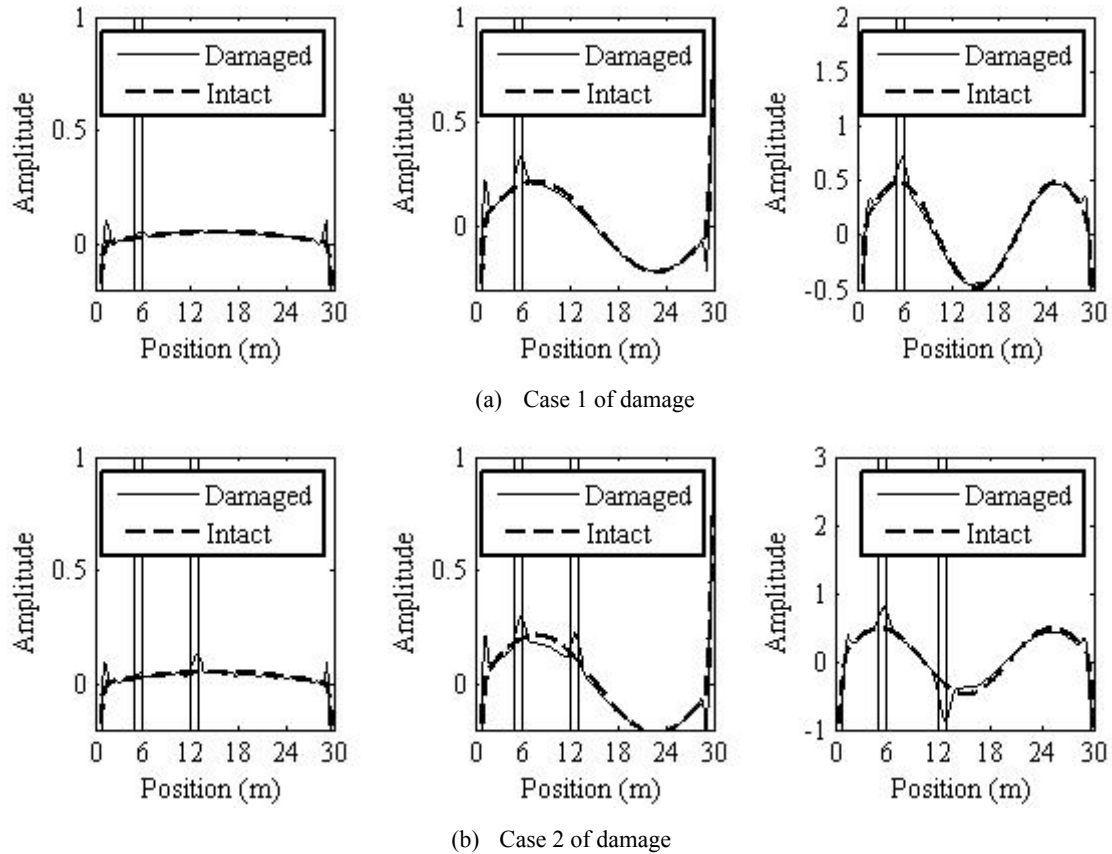 1
0.5
0
Amplitude
Damaged
Intact
0 6 12 18 24 30
Position (m)
1
0.5
0
Amplitude
Damaged
Intact
0 6 12 18 24 30
Position (m)
2
1.5
1
0.5
0
-0.5
Amplitude
Damaged
Intact
0 6 12 18 24 30
Position (m)
(a) Case 1 of damage
1
0.5
0
Amplitude
Damaged
Intact
0 6 12 18 24 30
Position (m)
1
0.5
0
Amplitude
Damaged
Intact
0 6 12 18 24 30
Position (m)
3
2
1
0
-1
Amplitude
Damaged
Intact
0 6 12 18 24 30
Position (m)
(b) Case 2 of damage